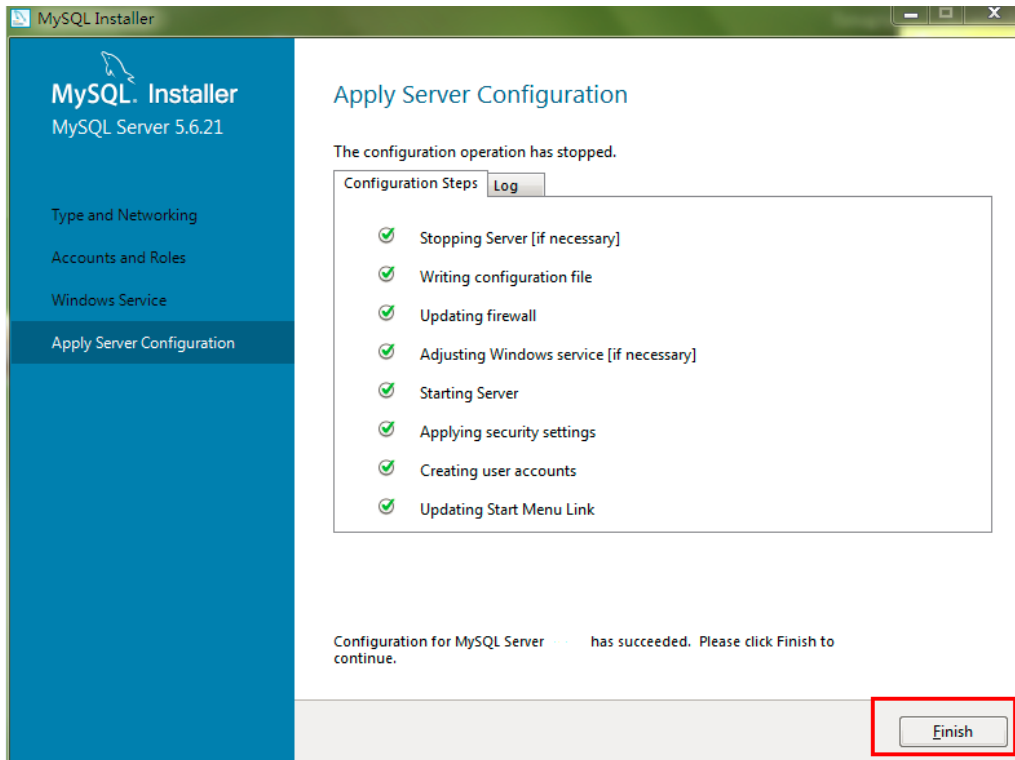 MySQL Installer
MySQL. Installer
MySQL Server 5.6.21
Type and Networking
Accounts and Roles
Windows Service
Apply Server Configuration
Apply Server Configuration
The configuration operation has stopped.
Configuration Steps
Log
Stopping Server [if necessary]
Writing configuration file
Updating firewall
Adjusting Windows service [if necessary]
Starting Server
Applying security settings
Creating user accounts
Updating Start Menu Link
Configuration for MySQL Server has succeeded. Please click Finish to
continue.
Finish